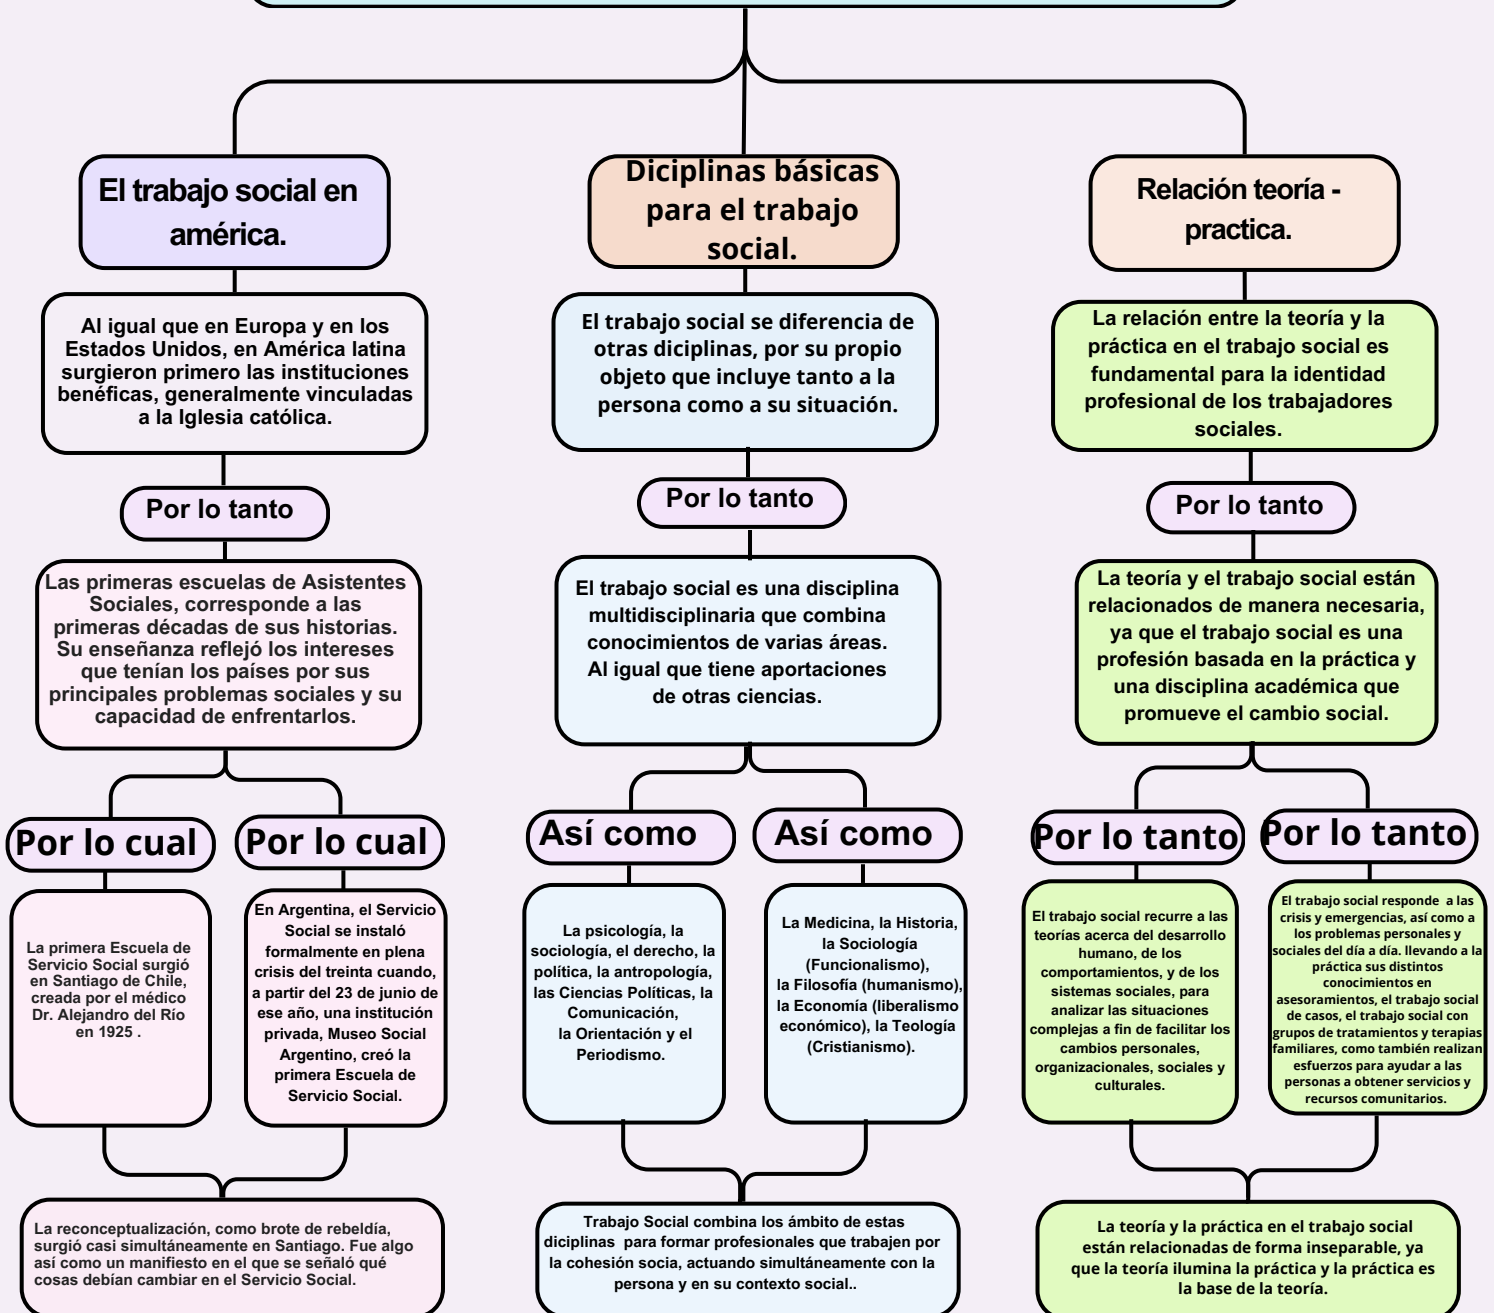 El trabajo social en
américa.
Al igual que en Europa y en los
Estados Unidos, en América latina
surgieron primero las instituciones
benéficas, generalmente vinculadas
a la Iglesia católica.
Por lo tanto
Las primeras escuelas de Asistentes
Sociales, corresponde a las
primeras décadas de sus historias.
Su enseñanza reflejó los intereses
que tenían los países por sus
principales problemas sociales y su
capacidad de enfrentarlos.
Por lo cual
La primera Escuela de
Servicio Social surgió
en Santiago de Chile,
creada por el médico
Dr. Alejandro del Río
en 1925 .
Por lo cual
En Argentina, el Servicio
Social se instaló
formalmente en plena
crisis del treinta cuando,
a partir del 23 de junio de
ese año, una institución
privada, Museo Social
Argentino, creó la
primera Escuela de
Servicio Social.
La reconceptualización, como brote de rebeldía,
surgió casi simultáneamente en Santiago. Fue algo
así como un manifiesto en el que se señaló qué
cosas debían cambiar en el Servicio Social.
Diciplinas básicas
para el trabajo
social.
El trabajo social se diferencia de
otras diciplinas, por su propio
objeto que incluye tanto a la
persona como a su situación.
Por lo tanto
El trabajo social es una disciplina
multidisciplinaria que combina
conocimientos de varias áreas.
Al igual que tiene aportaciones
de otras ciencias.
Así como
La psicología, la
sociología, el derecho, la
política, la antropología,
las Ciencias Políticas, la
Comunicación,
la Orientación y el
Periodismo.
Así como
La Medicina, la Historia,
la Sociología
(Funcionalismo),
la Filosofía (humanismo),
la Economía (liberalismo
económico), la Teología
(Cristianismo).
Trabajo Social combina los ámbito de estas
diciplinas para formar profesionales que trabajen por
la cohesión socia, actuando simultáneamente con la
persona y en su contexto social..
Relación teoría -
practica.
La relación entre la teoría y la
práctica en el trabajo social es
fundamental para la identidad
profesional de los trabajadores
sociales.
Por lo tanto
La teoría y el trabajo social están
relacionados de manera necesaria,
ya que el trabajo social es una
profesión basada en la práctica y
una disciplina académica que
promueve el cambio social.
Por lo tanto
El trabajo social recurre a las
teorías acerca del desarrollo
humano, de los
comportamientos, y de los
sistemas sociales, para
analizar las situaciones
complejas a fin de facilitar los
cambios personales,
organizacionales, sociales y
culturales.
Por lo tanto
El trabajo social responde a las
crisis y emergencias, así como a
los problemas personales y
sociales del día a día. llevando a la
práctica sus distintos
conocimientos en
asesoramientos, el trabajo social
de casos, el trabajo social con
grupos de tratamientos y terapias
familiares, como también realizan
esfuerzos para ayudar a las
personas a obtener servicios y
recursos comunitarios.
La teoría y la práctica en el trabajo social
están relacionadas de forma inseparable, ya
que la teoría ilumina la práctica y la práctica es
la base de la teoría.